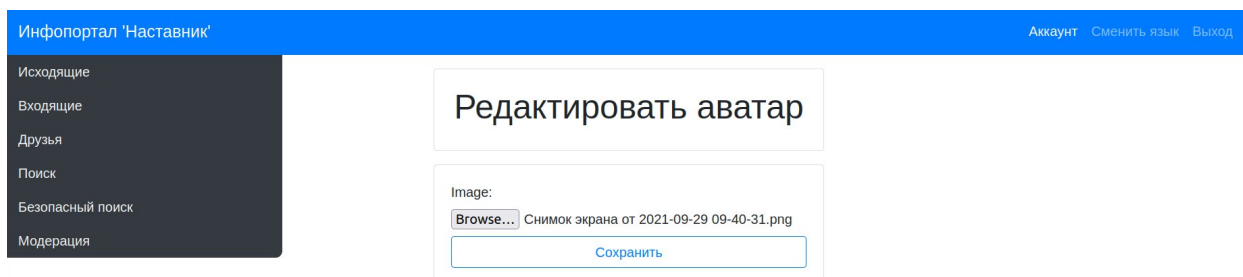 Инфопортал 'Наставник'
Аккаунт Сменить язык Выход
Исходящие
Входящие
Друзья
Поиск
Безопасный поиск
Модерация
Редактировать аватар
Image:
Browse... Снимок экрана от 2021-09-29 09-40-31.png
Сохранить